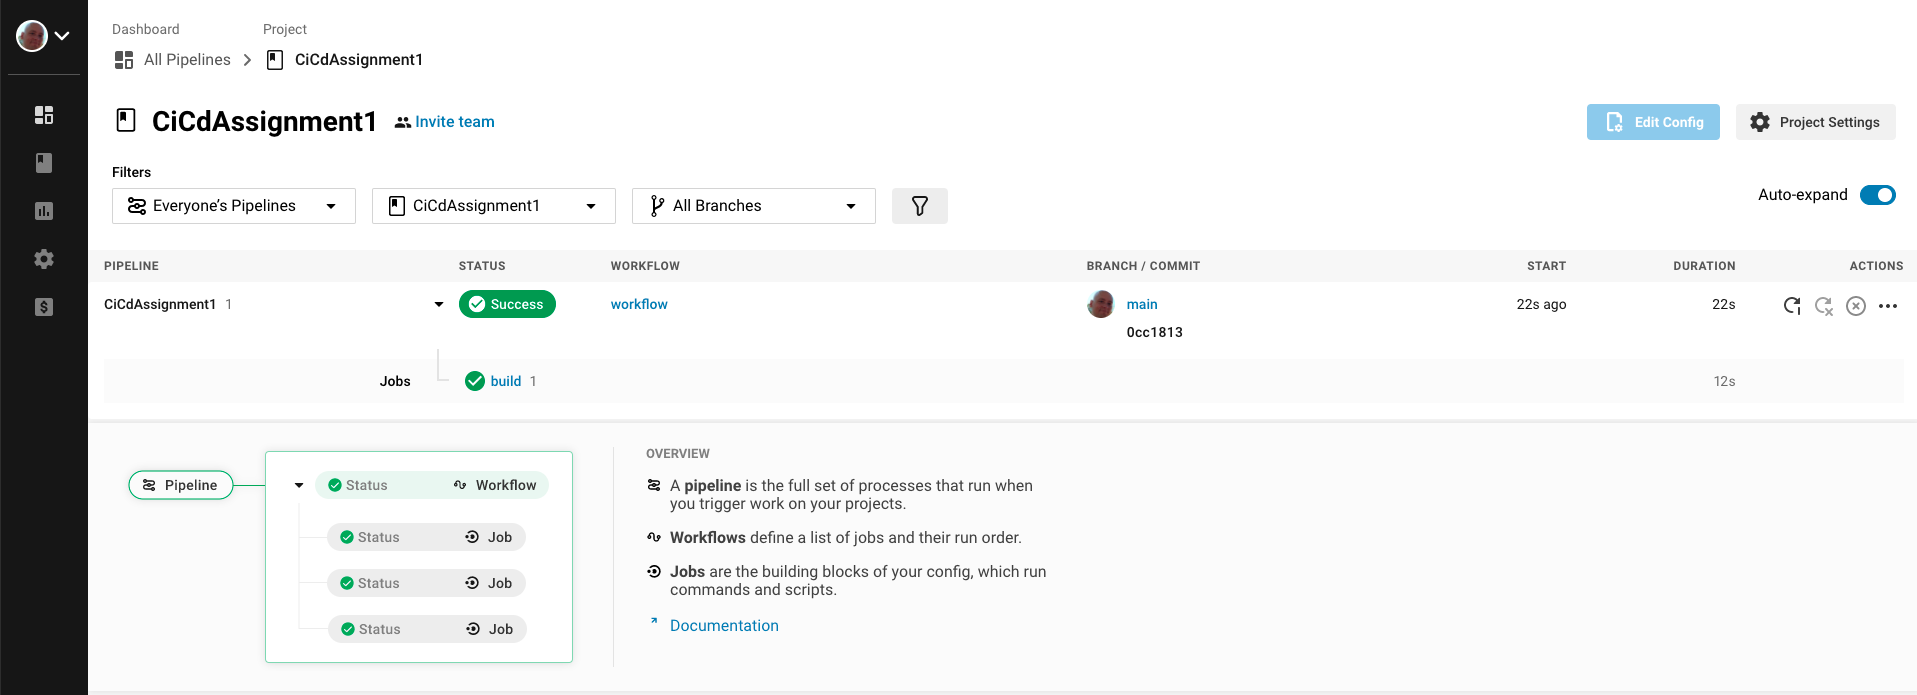 Dashboard
Project
All Pipelines
CiCdAssignment1
CiCdAssignment1
Invite team
Edit Config
Project Settings
Filters
Everyone’s Pipelines
CiCdAssignment1
All Branches
Auto-expand
PIPELINE STATUS WORKFLOW BRANCH / COMMIT START DURATION ACTIONS
CiCdAssignment1 1 Success workflow main 22s ago 22s
0cc1813
Jobs build 1 12s
Pipeline
Status Workflow
Status Job
Status Job
Status Job
OVERVIEW
A pipeline is the full set of processes that run when
you trigger work on your projects.
Workflows define a list of jobs and their run order.
Jobs are the building blocks of your config, which run
commands and scripts.
Documentation